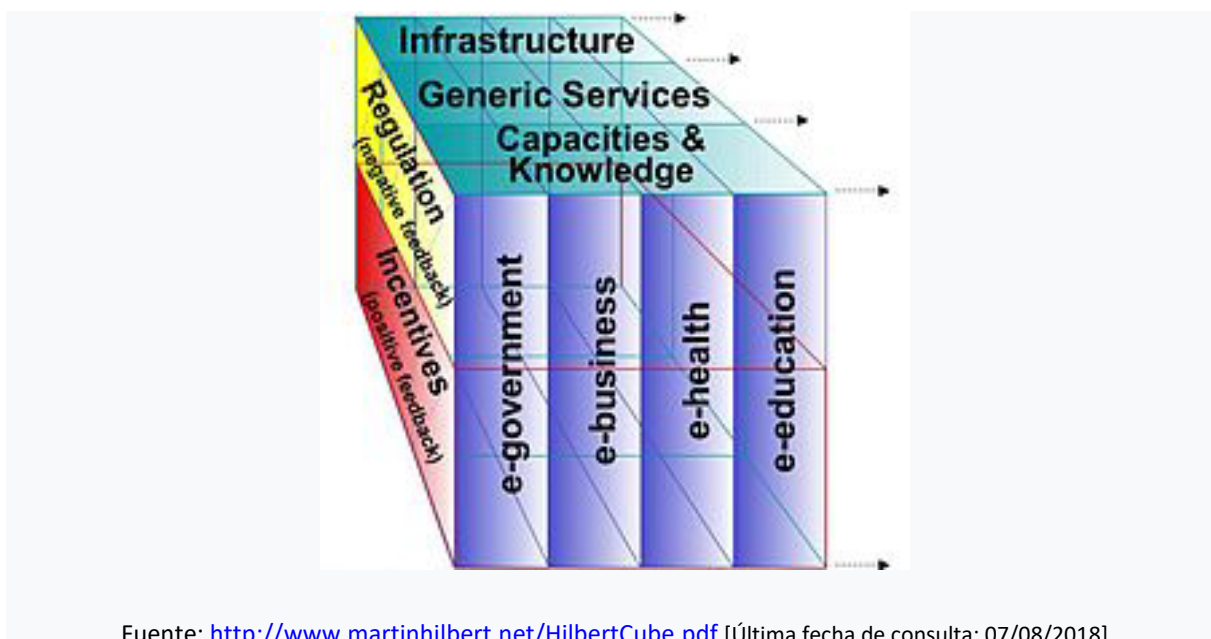 Infrastructure
Generic Services
Capacities &
Knowledge
Regulation
(negative feedback)
Incentives
(positive feedback)
e-government
e-business
e-health
e-education
Fuente: http://www.martinhilbert.net/HilbertCube.pdf [Última fecha de consulta: 07/08/2018]